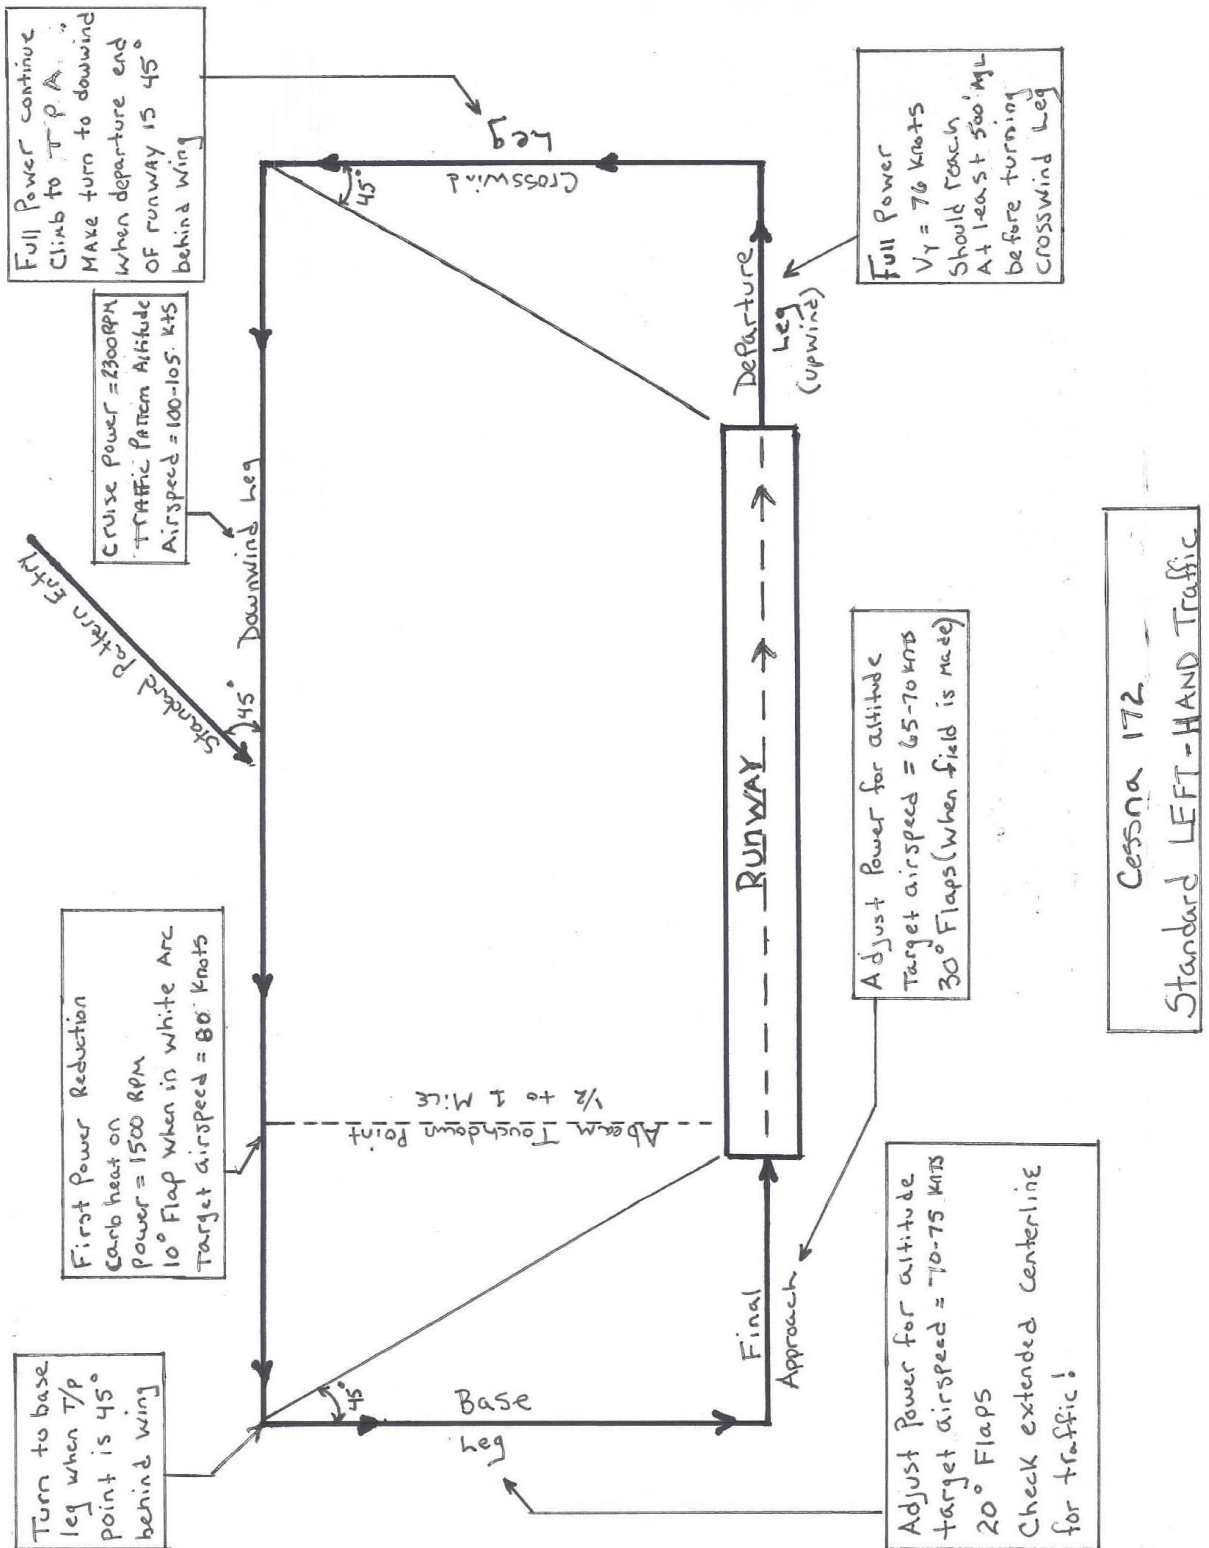 Full Power continue
Climb to T.P.A.
Make turn to dowwind
when departure end
of runway is 45°
behind wing
Cruise Power = 2300RPM
Traffic Pattern Altitude
Airspeed = 100-105 Kts
First Power Reduction
Carb heat on
Power = 1500 RPM
10° Flap when in white Arc
Target airspeed = 80 Knots
Turn to base
leg when T/P
point is 45°
behind wing
Standard Pattern Entry
45°
Downwind Leg
Crosswind
Leg
45°
Full Power
Vy = 76 Knots
Should reach
At least 500' AGL
before turning
crosswind Leg
Departure
Leg
(upwind)
RUNWAY
Abeam Touchdown Point
1/2 to 1 Mile
45°
Base
Leg
Final
Approach
Adjust Power for altitude
Target airspeed = 65-70 knts
30° Flaps (when field is made)
Adjust Power for altitude
target airspeed = 70-75 knts
20° Flaps
Check extended centerline
for traffic!
Cessna 172
Standard LEFT-HAND Traffic